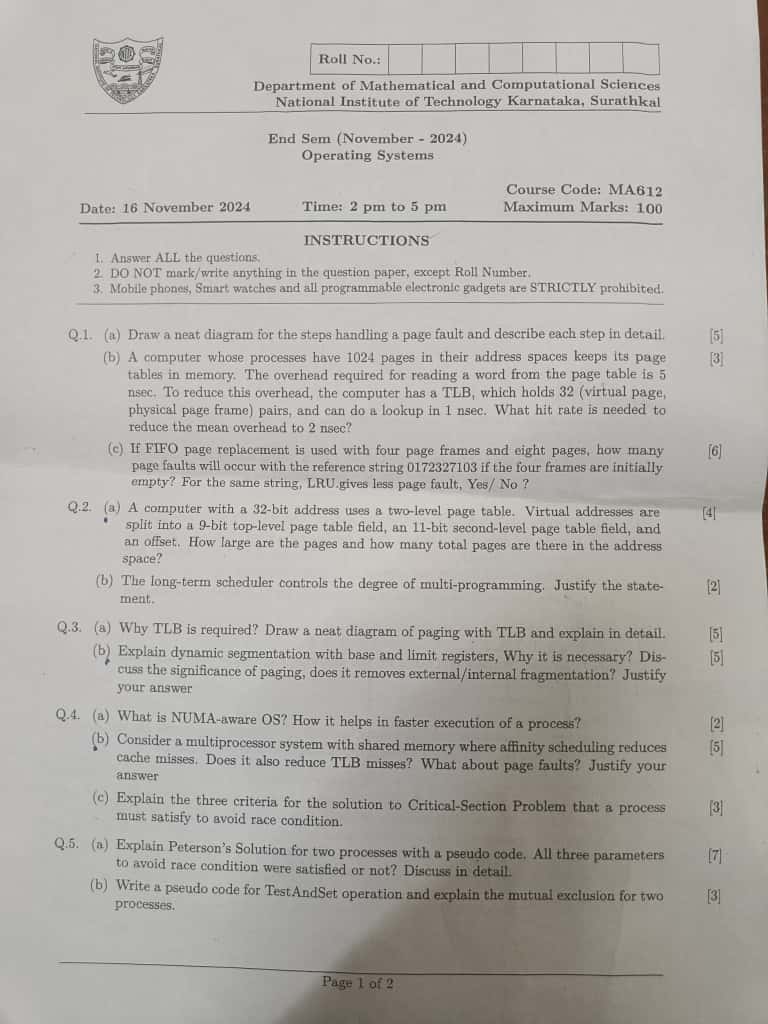 Roll No.:
Department of Mathematical and Computational Sciences
National Institute of Technology Karnataka, Surathkal
End Sem (November - 2024)
Operating Systems
Course Code: MA612
Date: 16 November 2024 Time: 2 pm to 5 pm Maximum Marks: 100
INSTRUCTIONS
1. Answer ALL the questions.
2. DO NOT mark/write anything in the question paper, except Roll Number.
3. Mobile phones, Smart watches and all programmable electronic gadgets are STRICTLY prohibited.
Q.1. (a) Draw a neat diagram for the steps handling a page fault and describe each step in detail. [5]
(b) A computer whose processes have 1024 pages in their address spaces keeps its page [3]
tables in memory. The overhead required for reading a word from the page table is 5
nsec. To reduce this overhead, the computer has a TLB, which holds 32 (virtual page,
physical page frame) pairs, and can do a lookup in 1 nsec. What hit rate is needed to
reduce the mean overhead to 2 nsec?
(c) If FIFO page replacement is used with four page frames and eight pages, how many [6]
page faults will occur with the reference string 0172327103 if the four frames are initially
empty? For the same string, LRU.gives less page fault, Yes/ No ?
Q.2. (a) A computer with a 32-bit address uses a two-level page table. Virtual addresses are [4]
split into a 9-bit top-level page table field, an 11-bit second-level page table field, and
an offset. How large are the pages and how many total pages are there in the address
space?
(b) The long-term scheduler controls the degree of multi-programming. Justify the state- [2]
ment.
Q.3. (a) Why TLB is required? Draw a neat diagram of paging with TLB and explain in detail. [5]
(b) Explain dynamic segmentation with base and limit registers, Why it is necessary? Dis- [5]
cuss the significance of paging, does it removes external/internal fragmentation? Justify
your answer
Q.4. (a) What is NUMA-aware OS? How it helps in faster execution of a process? [2]
(b) Consider a multiprocessor system with shared memory where affinity scheduling reduces [5]
cache misses. Does it also reduce TLB misses? What about page faults? Justify your
answer
(c) Explain the three criteria for the solution to Critical-Section Problem that a process [3]
must satisfy to avoid race condition.
Q.5. (a) Explain Peterson's Solution for two processes with a pseudo code. All three parameters [7]
to avoid race condition were satisfied or not? Discuss in detail.
(b) Write a pseudo code for TestAndSet operation and explain the mutual exclusion for two [3]
processes.
Page 1 of 2